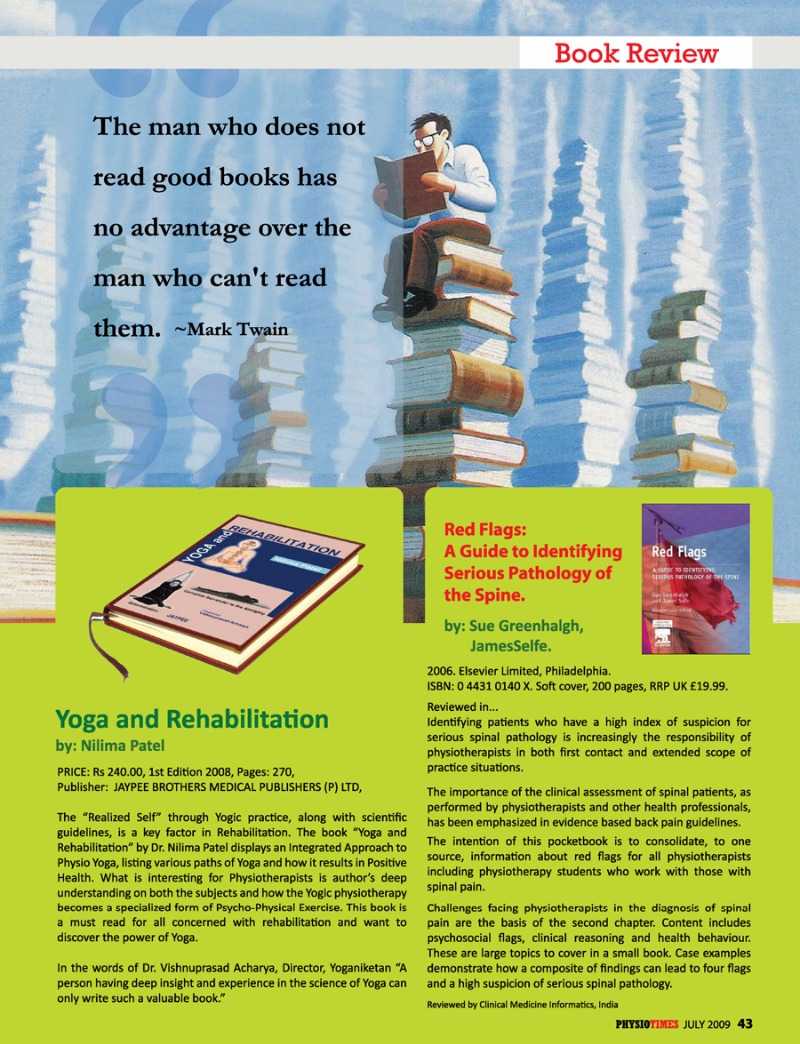 Book Review
The man who does not
read good books has
no advantage over the
man who can't read
them. ~Mark Twain
YOGA and REHABILITATION
JAYPEE
Yoga and Rehabilitation
by: Nilima Patel
PRICE: Rs 240.00, 1st Edition 2008, Pages: 270,
Publisher: JAYPEE BROTHERS MEDICAL PUBLISHERS (P) LTD,
The “Realized Self” through Yogic practice, along with scientific
guidelines, is a key factor in Rehabilitation. The book “Yoga and
Rehabilitation” by Dr. Nilima Patel displays an Integrated Approach to
Physio Yoga, listing various paths of Yoga and how it results in Positive
Health. What is interesting for Physiotherapists is author’s deep
understanding on both the subjects and how the Yogic physiotherapy
becomes a specialized form of Psycho-Physical Exercise. This book is
a must read for all concerned with rehabilitation and want to
discover the power of Yoga.
In the words of Dr. Vishnuprasad Acharya, Director, Yoganiketan “A
person having deep insight and experience in the science of Yoga can
only write such a valuable book.”
Red Flags:
A Guide to Identifying
Serious Pathology of
the Spine.
by: Sue Greenhalgh,
JamesSelfe.
Red Flags
A GUIDE TO IDENTIFYING
SERIOUS PATHOLOGY OF THE SPINE
Sue Greenhalgh
and James Selfe
2006. Elsevier Limited, Philadelphia.
ISBN: 0 4431 0140 X. Soft cover, 200 pages, RRP UK £19.99.
Reviewed in...
Identifying patients who have a high index of suspicion for
serious spinal pathology is increasingly the responsibility of
physiotherapists in both first contact and extended scope of
practice situations.
The importance of the clinical assessment of spinal patients, as
performed by physiotherapists and other health professionals,
has been emphasized in evidence based back pain guidelines.
The intention of this pocketbook is to consolidate, to one
source, information about red flags for all physiotherapists
including physiotherapy students who work with those with
spinal pain.
Challenges facing physiotherapists in the diagnosis of spinal
pain are the basis of the second chapter. Content includes
psychosocial flags, clinical reasoning and health behaviour.
These are large topics to cover in a small book. Case examples
demonstrate how a composite of findings can lead to four flags
and a high suspicion of serious spinal pathology.
Reviewed by Clinical Medicine Informatics, India
PHYSIOTIMES JULY 2009 43